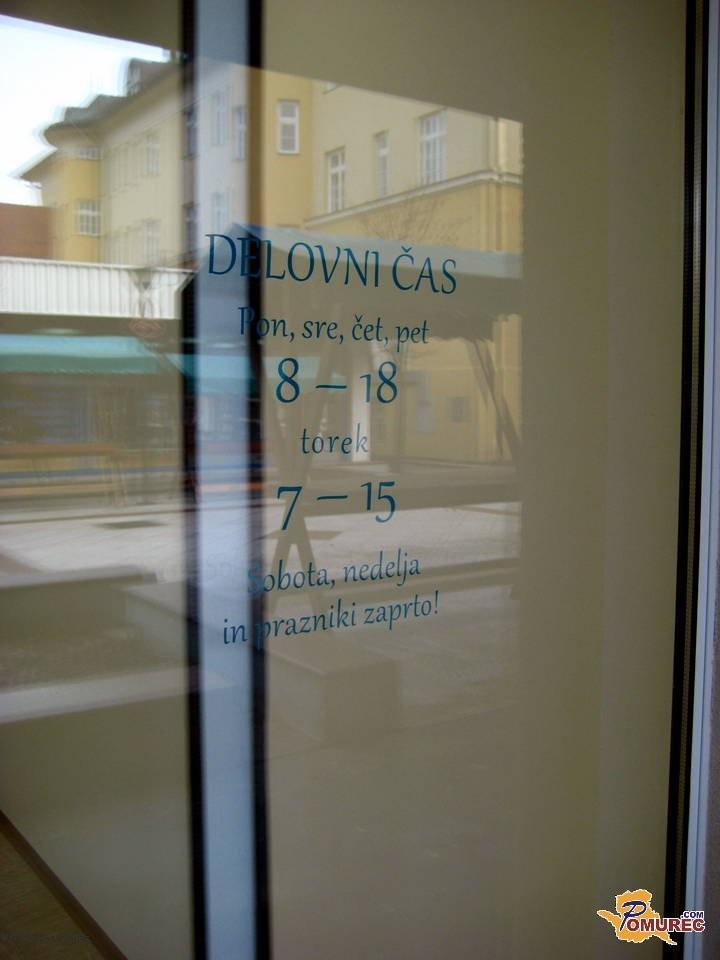 DELOVNI ČAS
Pon, sre, čet, pet
8 – 18
torek
7 – 15
Sobota, nedelja
in prazniki zaprto!
POMUREC.COM